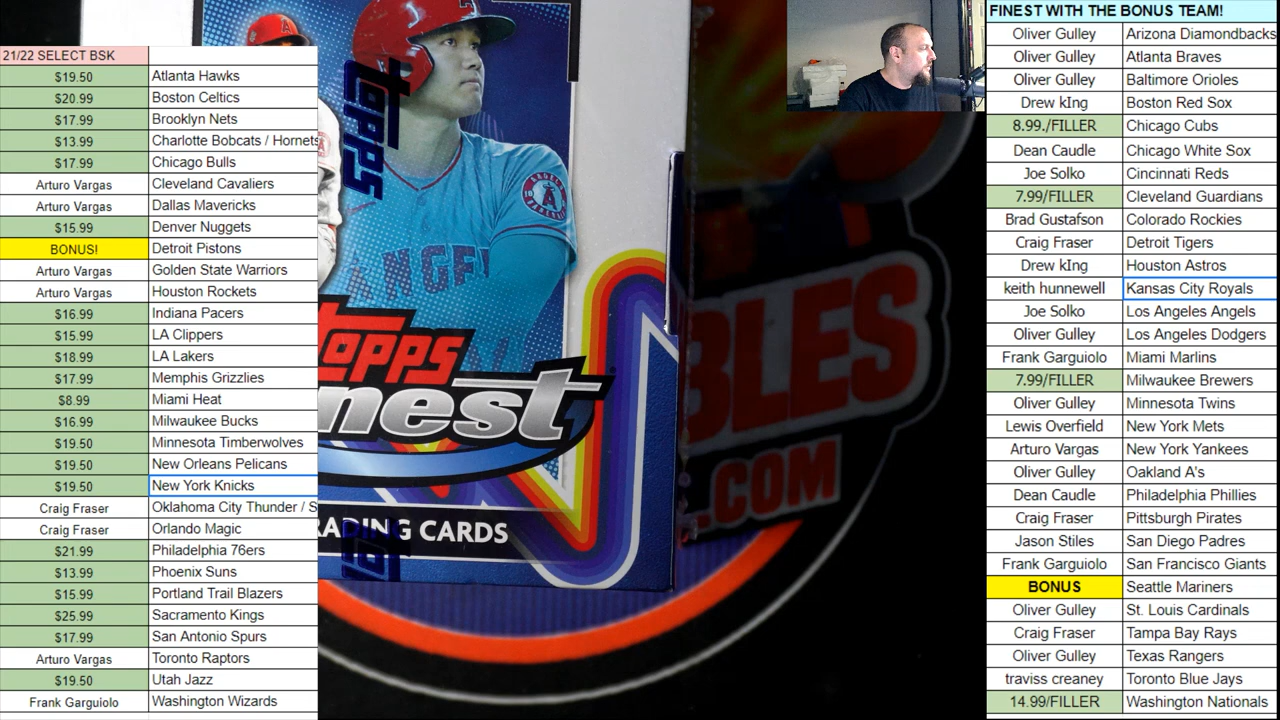 21/22 SELECT BSK
$19.50 Atlanta Hawks
$20.99 Boston Celtics
$17.99 Brooklyn Nets
$13.99 Charlotte Bobcats / Hornets
$17.99 Chicago Bulls
Arturo Vargas Cleveland Cavaliers
Arturo Vargas Dallas Mavericks
$15.99 Denver Nuggets
BONUS! Detroit Pistons
Arturo Vargas Golden State Warriors
Arturo Vargas Houston Rockets
$16.99 Indiana Pacers
$15.99 LA Clippers
$18.99 LA Lakers
$17.99 Memphis Grizzlies
$8.99 Miami Heat
$16.99 Milwaukee Bucks
$19.50 Minnesota Timberwolves
$19.50 New Orleans Pelicans
$19.50 New York Knicks
Craig Fraser Oklahoma City Thunder / S
Craig Fraser Orlando Magic
$21.99 Philadelphia 76ers
$13.99 Phoenix Suns
$15.99 Portland Trail Blazers
$25.99 Sacramento Kings
$17.99 San Antonio Spurs
Arturo Vargas Toronto Raptors
$19.50 Utah Jazz
Frank Garguiolo Washington Wizards
topps
ANGE
A
topps
nest
RADING CARDS
BLES
.COM
FINEST WITH THE BONUS TEAM!
Oliver Gulley Arizona Diamondbacks
Oliver Gulley Atlanta Braves
Oliver Gulley Baltimore Orioles
Drew kIng Boston Red Sox
8.99./FILLER Chicago Cubs
Dean Caudle Chicago White Sox
Joe Solko Cincinnati Reds
7.99/FILLER Cleveland Guardians
Brad Gustafson Colorado Rockies
Craig Fraser Detroit Tigers
Drew kIng Houston Astros
keith hunnewell Kansas City Royals
Joe Solko Los Angeles Angels
Oliver Gulley Los Angeles Dodgers
Frank Garguiolo Miami Marlins
7.99/FILLER Milwaukee Brewers
Oliver Gulley Minnesota Twins
Lewis Overfield New York Mets
Arturo Vargas New York Yankees
Oliver Gulley Oakland A's
Dean Caudle Philadelphia Phillies
Craig Fraser Pittsburgh Pirates
Jason Stiles San Diego Padres
Frank Garguiolo San Francisco Giants
BONUS Seattle Mariners
Oliver Gulley St. Louis Cardinals
Craig Fraser Tampa Bay Rays
Oliver Gulley Texas Rangers
traviss creaney Toronto Blue Jays
14.99/FILLER Washington Nationals